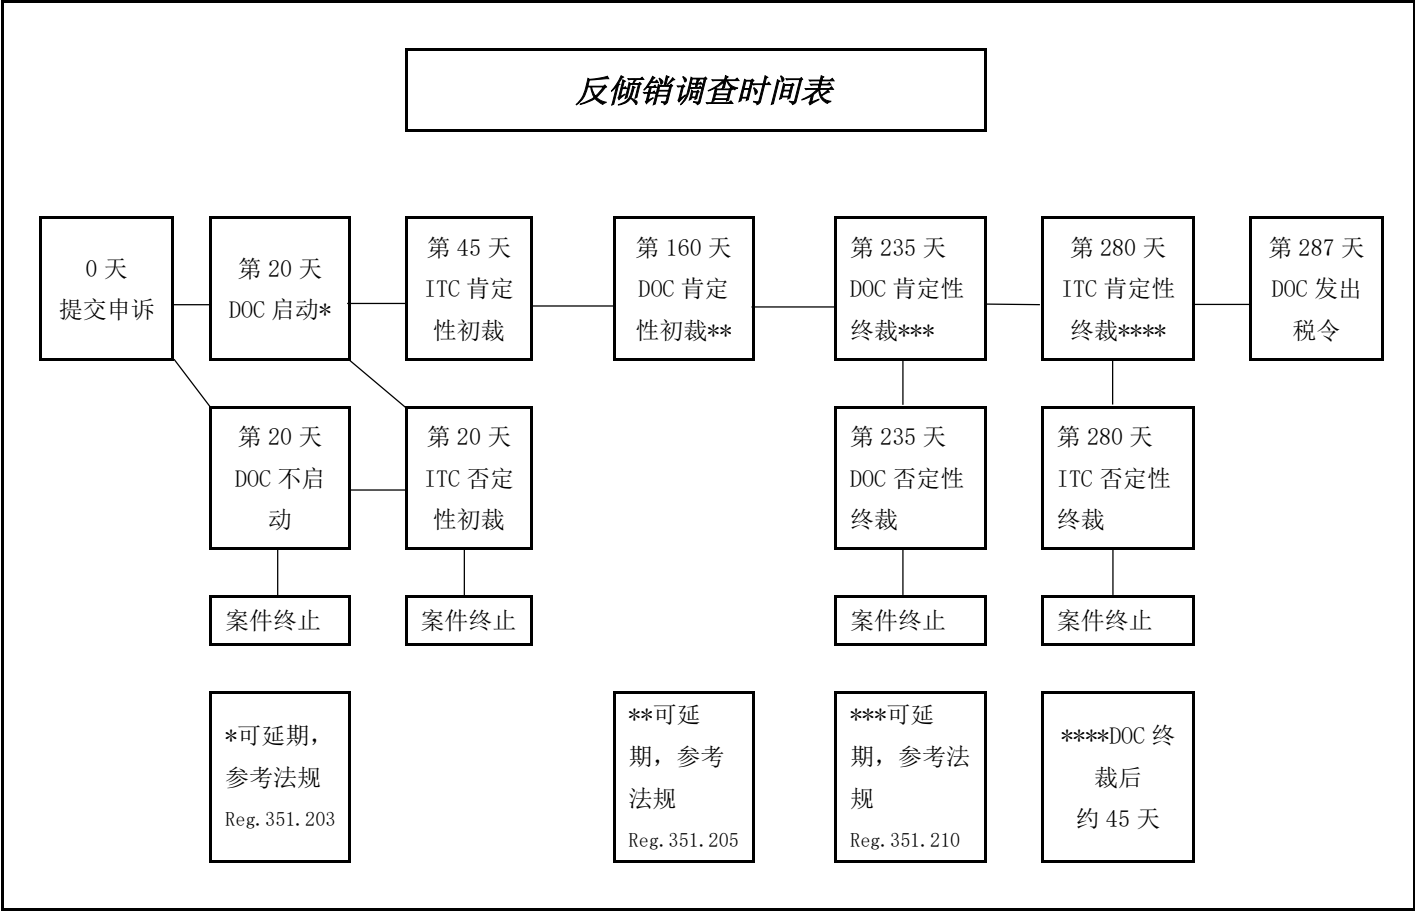 反倾销调查时间表
0 天
提交申诉
第 20 天
DOC 启动*
第 45 天
ITC 肯定
性初裁
第 160 天
DOC 肯定
性初裁**
第 235 天
DOC 肯定性
终裁***
第 280 天
ITC 肯定性
终裁****
第 287 天
DOC 发出
税令
第 20 天
DOC 不启
动
第 20 天
ITC 否定
性初裁
第 235 天
DOC 否定性
终裁
第 280 天
ITC 否定性
终裁
案件终止
案件终止
案件终止
案件终止
*可延期，
参考法规
Reg.351.203
**可延
期，参考
法规
Reg.351.205
***可延
期，参考法
规
Reg.351.210
****DOC 终
裁后
约 45 天